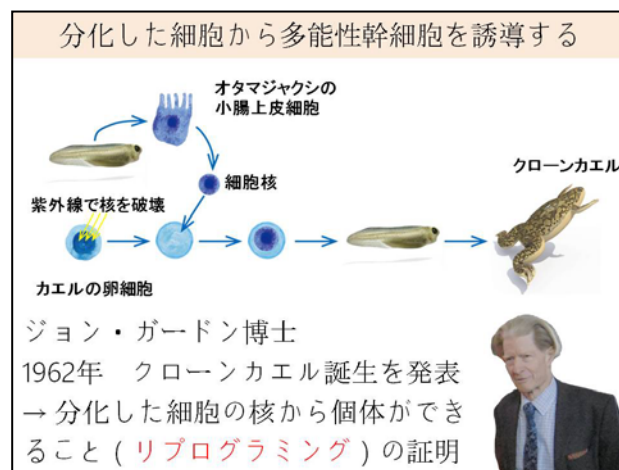 分化した細胞から多能性幹細胞を誘導する
オタマジャクシの
小腸上皮細胞
細胞核
クローンカエル
紫外線で核を破壊
カエルの卵細胞
ジョン・ガードン博士
1962年　クローンカエル誕生を発表
→ 分化した細胞の核から個体ができ
ること ( リプログラミング ) の証明